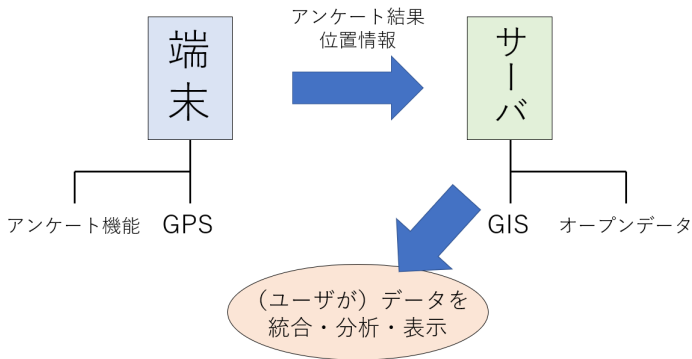 アンケート結果
位置情報
端末
サーバ
アンケート機能
GPS
GIS
オープンデータ
（ユーザが）データを
統合・分析・表示